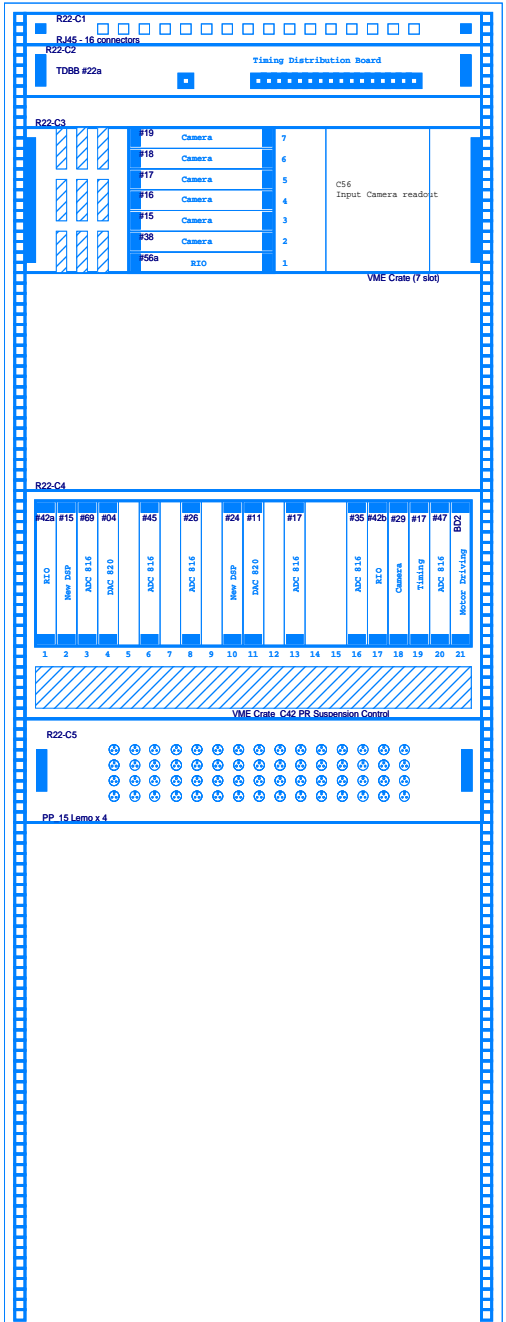 R22-C1
RJ45 - 16 connectors
R22-C2
Timing Distribution Board
TDBB #22a
R22-C3
#19 Camera 7
#18 Camera 6
#17 Camera 5
#16 Camera 4
#15 Camera 3
#38 Camera 2
#56a RIO 1
C56
Input Camera readout
VME Crate (7 slot)
R22-C4
#42a #15 #69 #04 #45 #26 #24 #11 #17 #35 #42b #29 #17 #47 BD2
RIO New DSP ADC 816 DAC 820 ADC 816 ADC 816 New DSP DAC 820 ADC 816 ADC 816 RIO Camera Timing ADC 816 Motor Driving
1 2 3 4 5 6 7 8 9 10 11 12 13 14 15 16 17 18 19 20 21
VME Crate C42 PR Suspension Control
R22-C5
PP 15 Lemo x 4